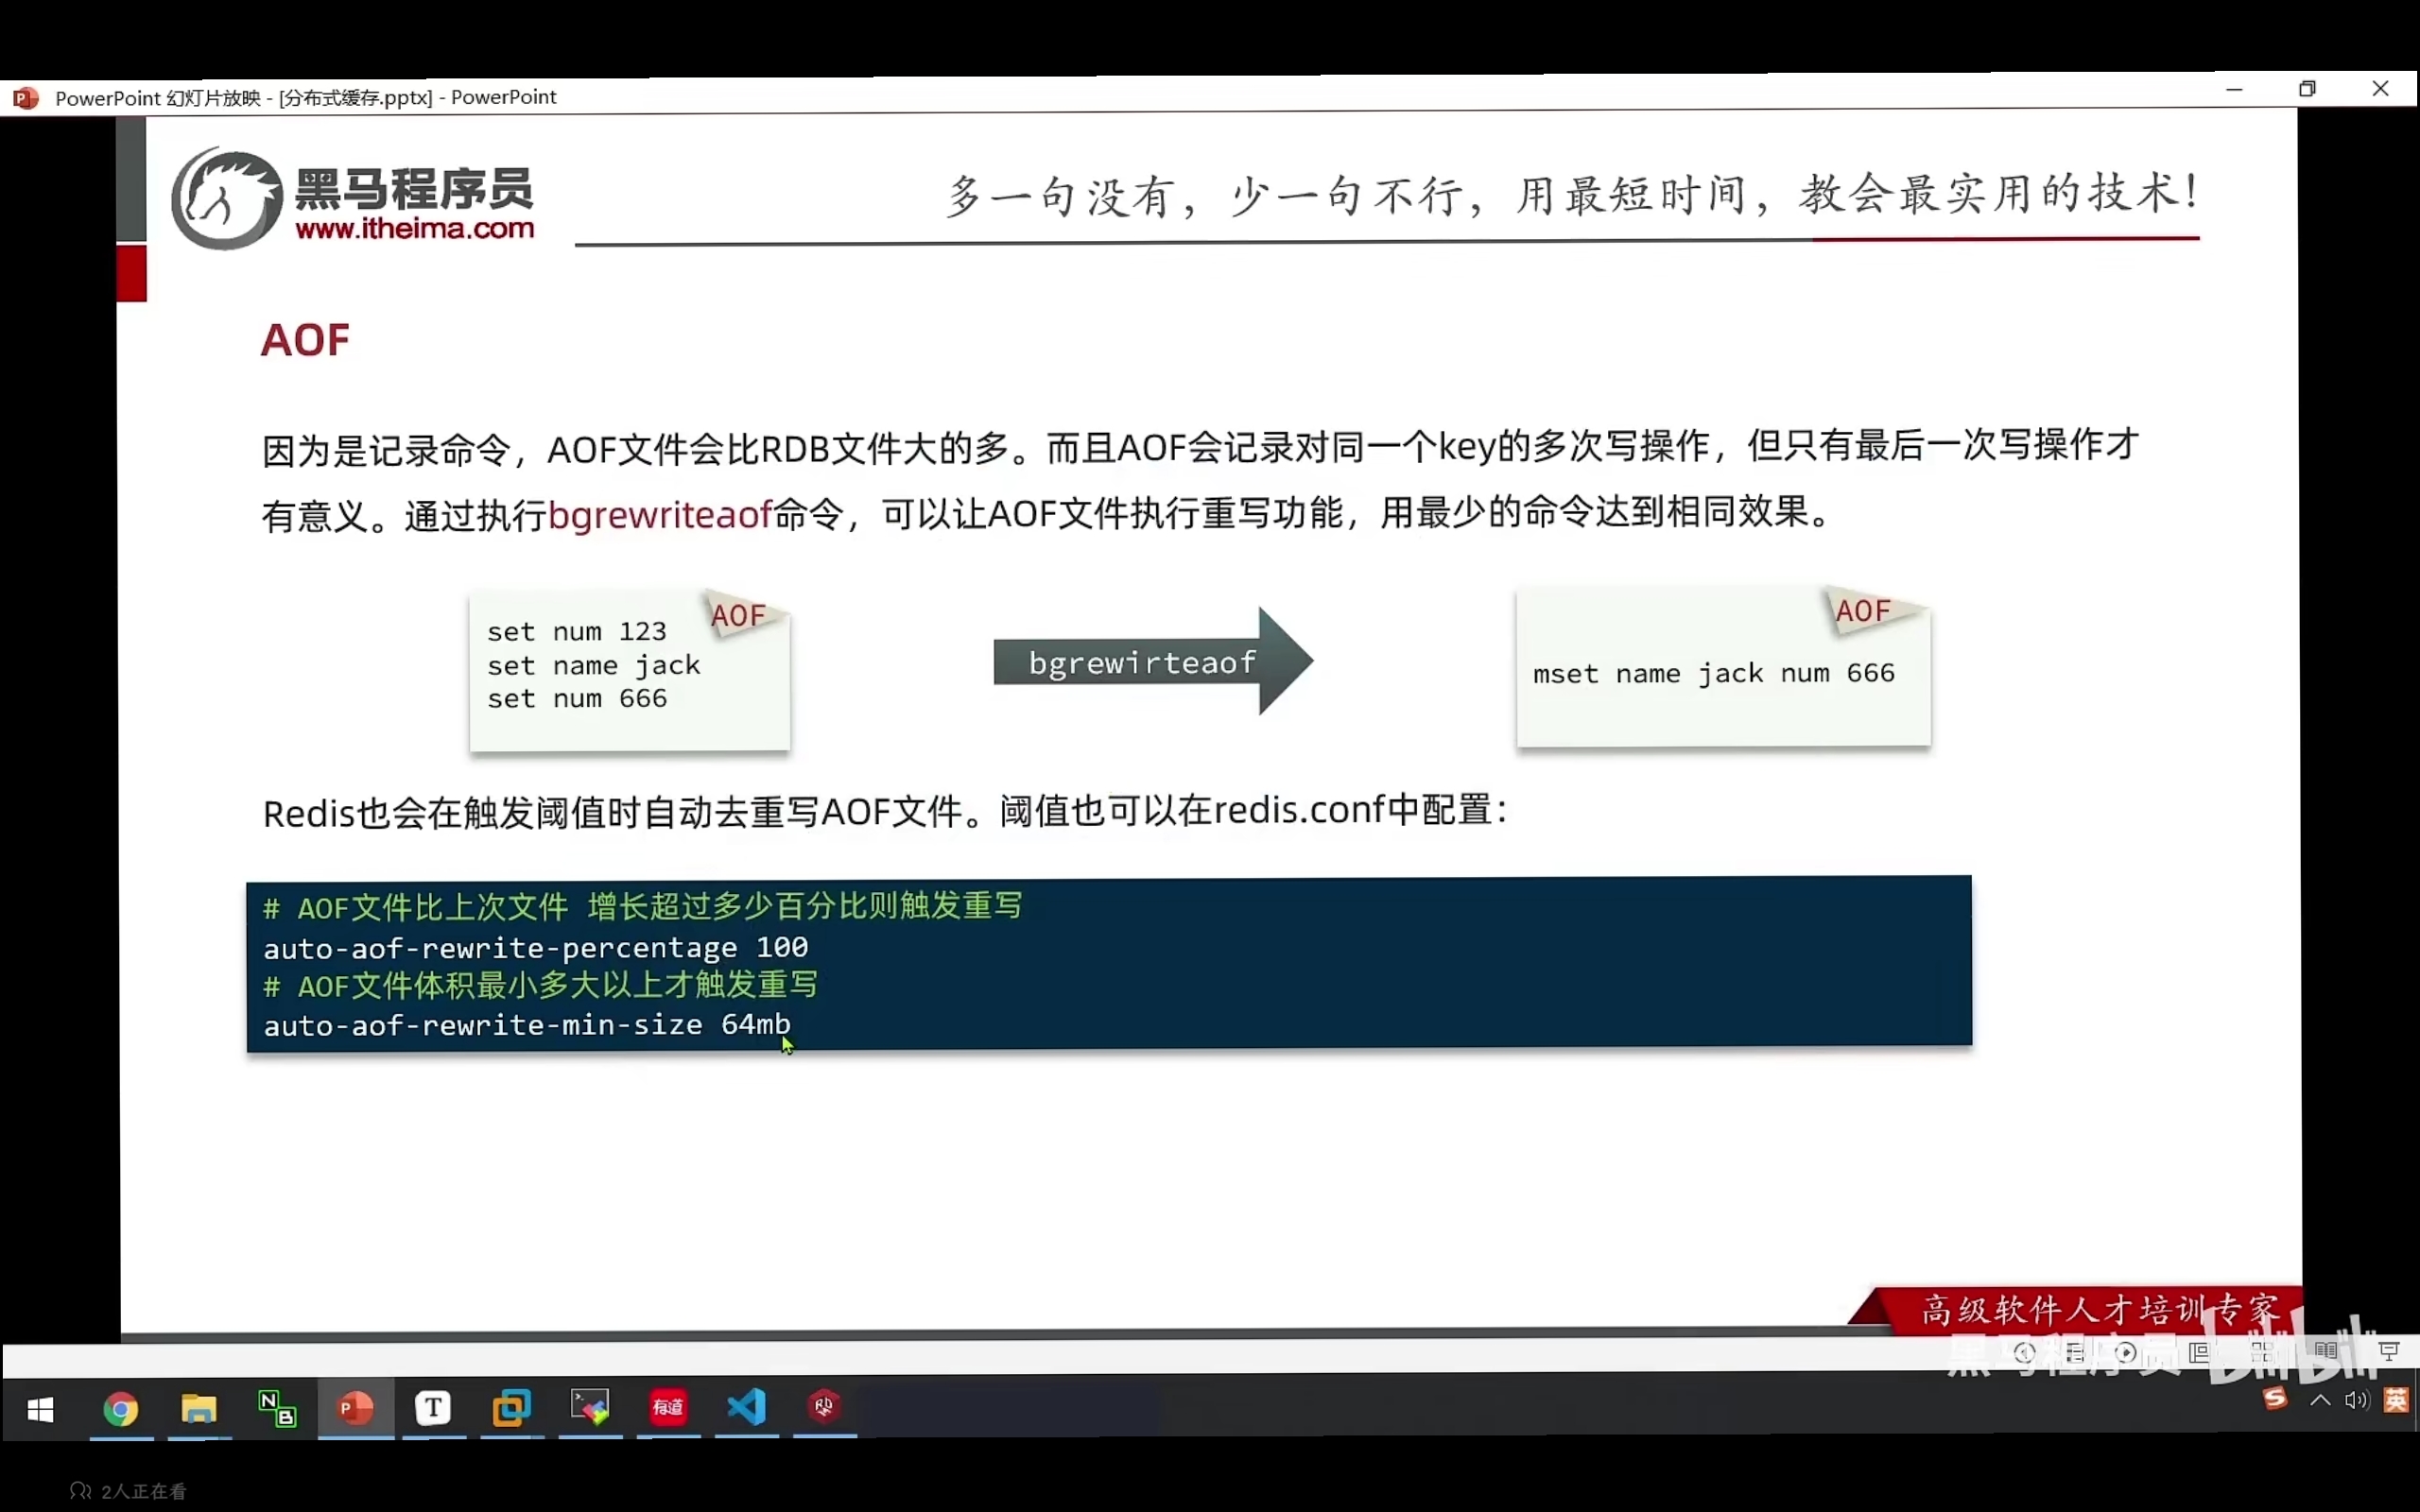 PowerPoint 幻灯片放映 - [分布式缓存.pptx] - PowerPoint
黑马程序员
www.itheima.com
多一句没有，少一句不行，用最短时间，教会最实用的技术！
AOF
因为是记录命令，AOF文件会比RDB文件大的多。而且AOF会记录对同一个key的多次写操作，但只有最后一次写操作才
有意义。通过执行bgrewriteaof命令，可以让AOF文件执行重写功能，用最少的命令达到相同效果。
AOF
set num 123
set name jack
set num 666
bgrewirteaof
AOF
mset name jack num 666
Redis也会在触发阈值时自动去重写AOF文件。阈值也可以在redis.conf中配置：
# AOF文件比上次文件 增长超过多少百分比则触发重写
auto-aof-rewrite-percentage 100
# AOF文件体积最小多大以上才触发重写
auto-aof-rewrite-min-size 64mb
高级软件人才培训专家
黑马程序员 bilibili
N B
P
T
有道
RD
S
英
2人正在看